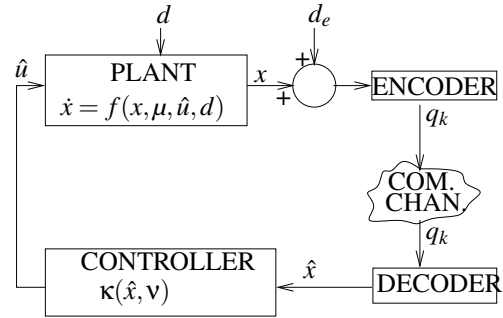 d
d_e
û
PLANT
ẋ = f(x, μ, û, d)
x
+
+
ENCODER
q_k
COM.
CHAN.
q_k
CONTROLLER
κ(x̂, ν)
x̂
DECODER